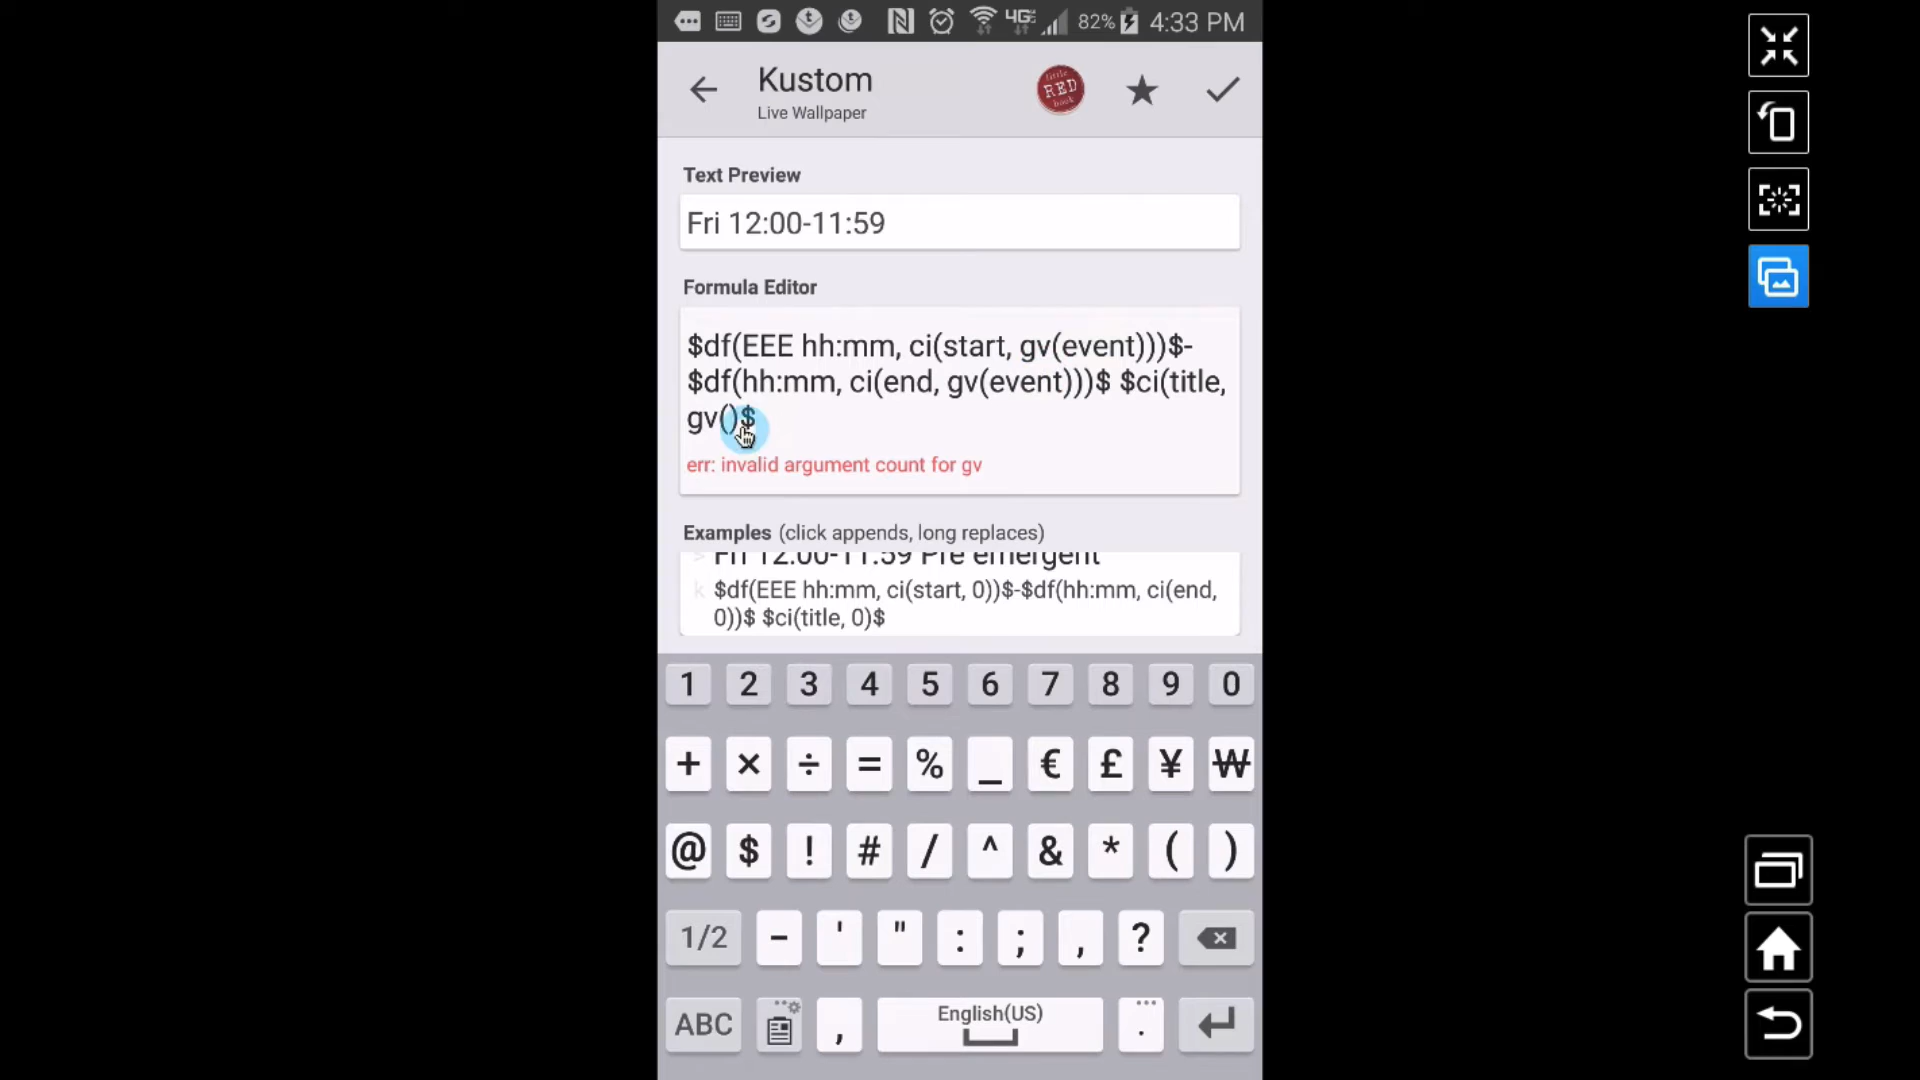 4G 82% 4:33 PM
Kustom
Live Wallpaper
little RED book
Text Preview
Fri 12:00-11:59
Formula Editor
$df(EEE hh:mm, ci(start, gv(event)))$-
$df(hh:mm, ci(end, gv(event)))$ $ci(title,
gv()$
err: invalid argument count for gv
Examples (click appends, long replaces)
> Fri 12:00-11:59 Pre emergent
k $df(EEE hh:mm, ci(start, 0))$-$df(hh:mm, ci(end,
0))$ $ci(title, 0)$
1 2 3 4 5 6 7 8 9 0
+ × ÷ = % _ € £ ¥ ₩
@ $ ! # / ^ & * ( )
1/2 - ' " : ; , ?
ABC , English(US) .